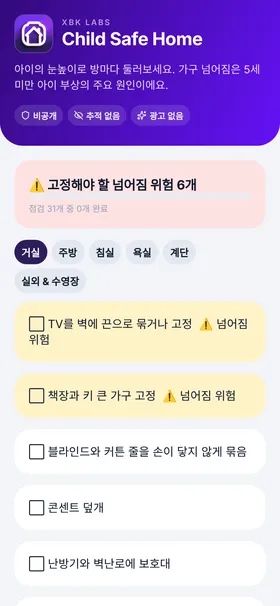 XBK LABS
Child Safe Home
아이의 눈높이로 방마다 둘러보세요. 가구 넘어짐은 5세
미만 아이 부상의 주요 원인이에요.
비공개 추적 없음 광고 없음
⚠️ 고정해야 할 넘어짐 위험 6개
점검 31개 중 0개 완료
거실 주방 침실 욕실 계단
실외 & 수영장
TV를 벽에 끈으로 묶거나 고정 ⚠️ 넘어짐
위험
책장과 키 큰 가구 고정 ⚠️ 넘어짐 위험
블라인드와 커튼 줄을 손이 닿지 않게 묶음
콘센트 덮개
난방기와 벽난로에 보호대